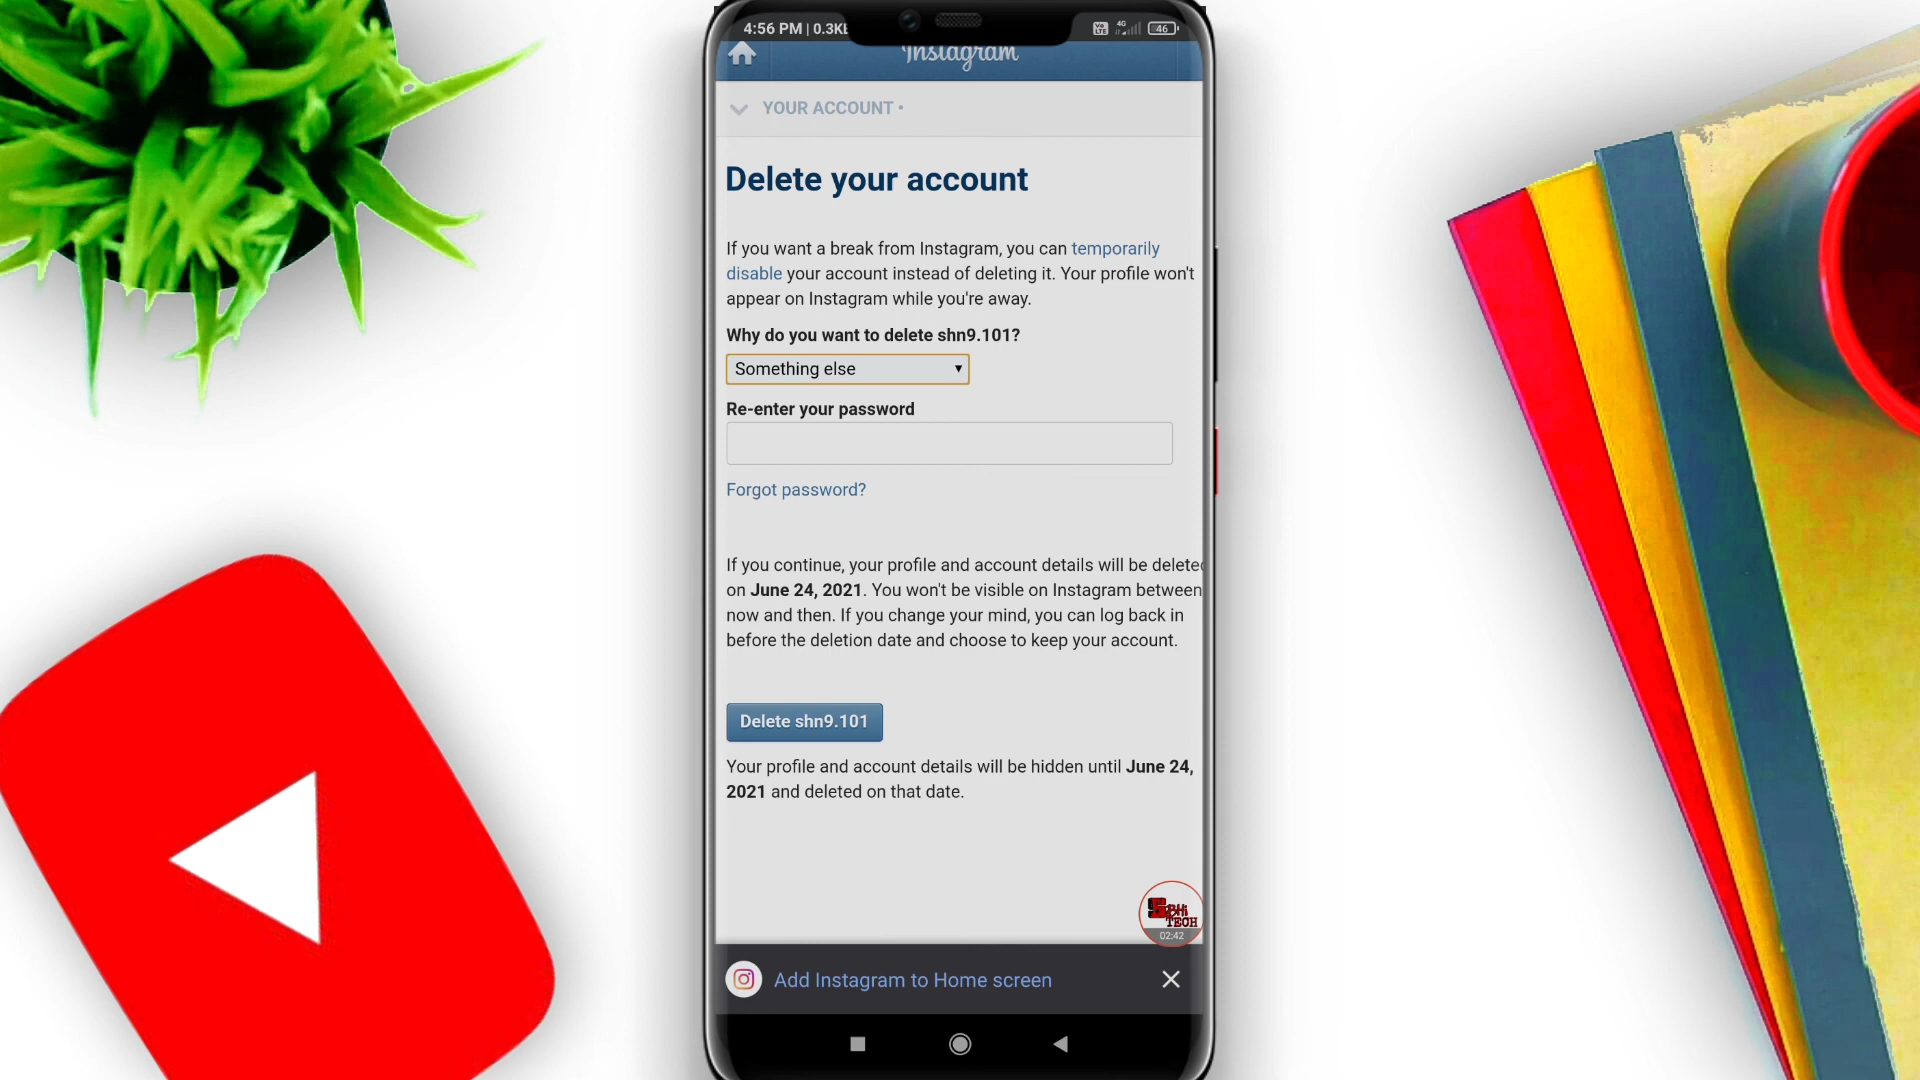 4:56 PM | 0.3K
VoLTE 4G 46
Instagram
YOUR ACCOUNT •
Delete your account
If you want a break from Instagram, you can temporarily
disable your account instead of deleting it. Your profile won't
appear on Instagram while you're away.
Why do you want to delete shn9.101?
Something else
Re-enter your password
Forgot password?
If you continue, your profile and account details will be deleted
on June 24, 2021. You won't be visible on Instagram between
now and then. If you change your mind, you can log back in
before the deletion date and choose to keep your account.
Delete shn9.101
Your profile and account details will be hidden until June 24,
2021 and deleted on that date.
TECH
02:42
Add Instagram to Home screen